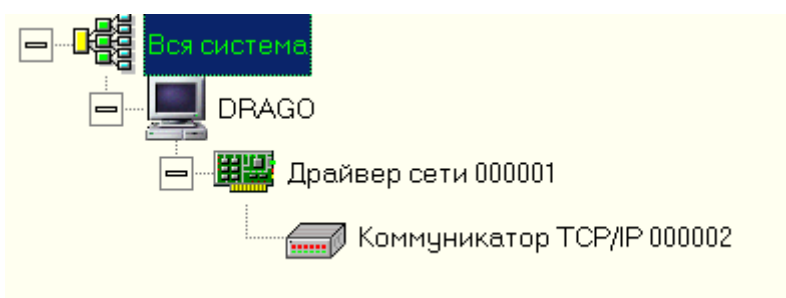 Вся система
DRAGO
Драйвер сети 000001
Коммуникатор TCP/IP 000002